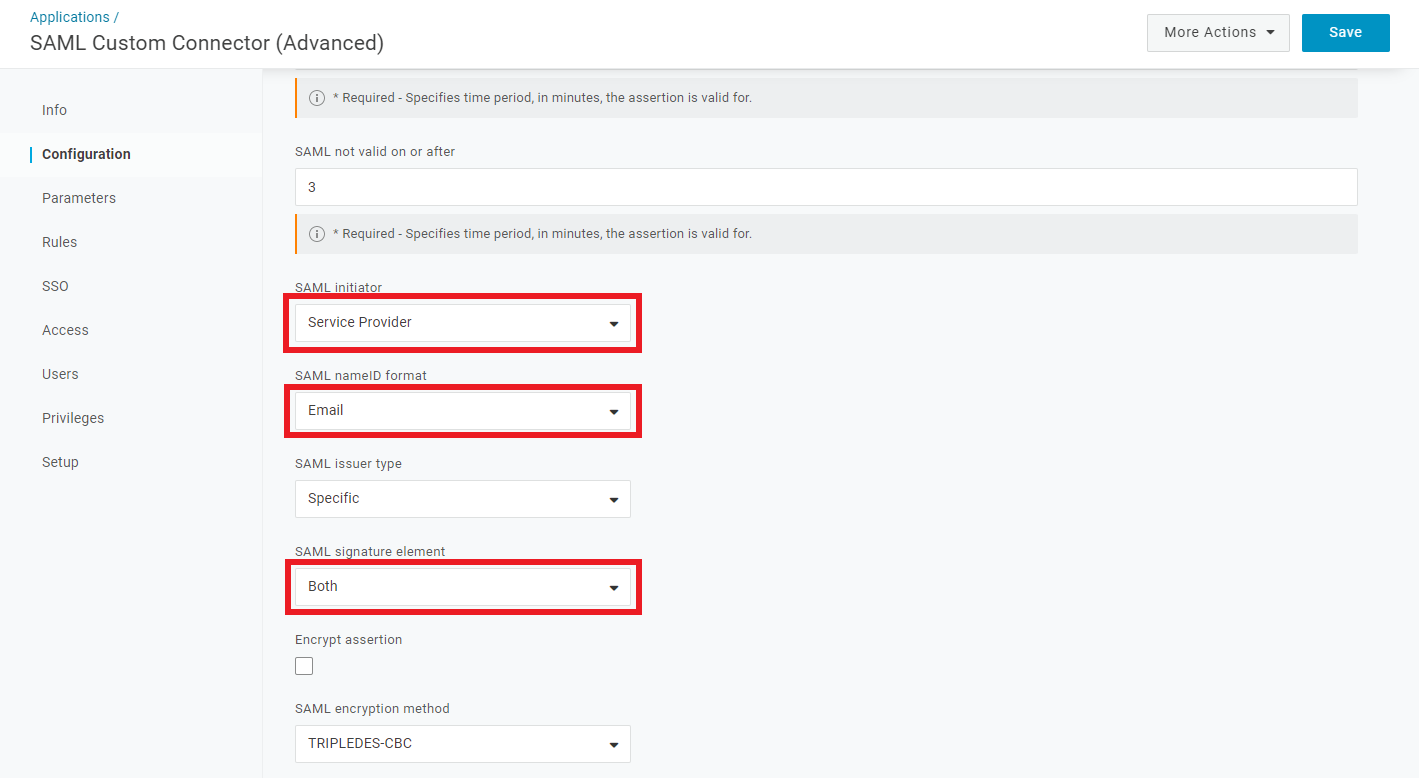 Applications /
SAML Custom Connector (Advanced)
More Actions
Save
Info
Configuration
Parameters
Rules
SSO
Access
Users
Privileges
Setup
* Required - Specifies time period, in minutes, the assertion is valid for.
SAML not valid on or after
3
* Required - Specifies time period, in minutes, the assertion is valid for.
SAML initiator
Service Provider
SAML nameID format
Email
SAML issuer type
Specific
SAML signature element
Both
Encrypt assertion
SAML encryption method
TRIPLEDES-CBC